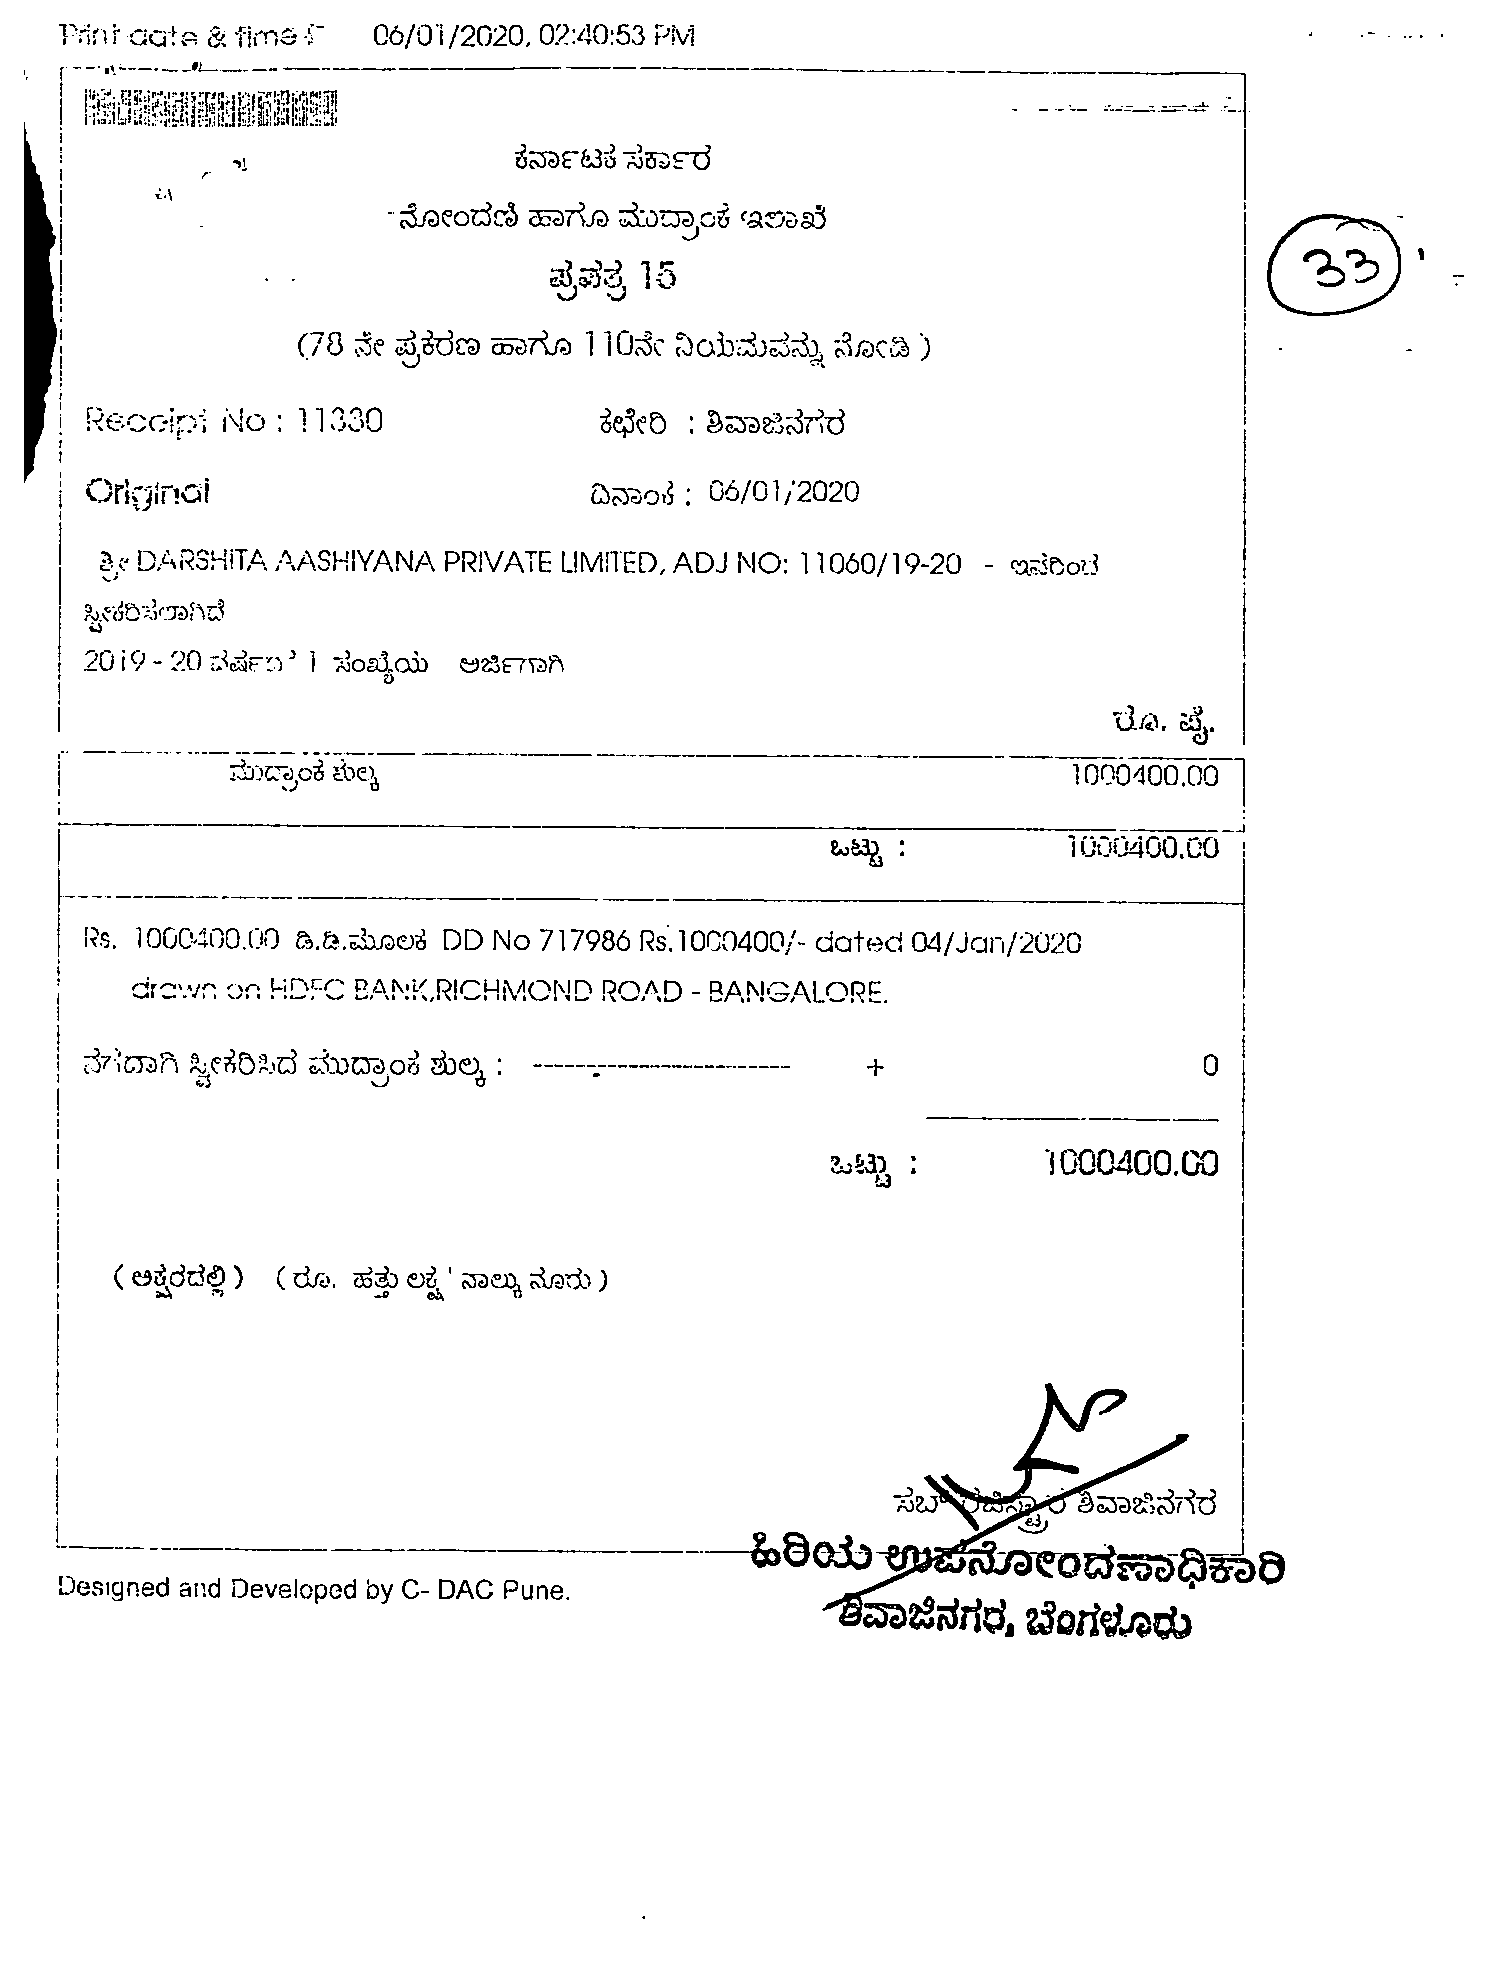 Print date & time : 06/01/2020, 02:40:53 PM
ಕರ್ನಾಟಕ ಸರ್ಕಾರ
ನೋಂದಣಿ ಹಾಗೂ ಮುದ್ರಾಂಕ ಇಲಾಖೆ
33
ಪ್ರಪತ್ರ 15
(78 ನೇ ಪ್ರಕರಣ ಹಾಗೂ 110ನೇ ನಿಯಮವನ್ನು ನೋಡಿ )
Receipt No : 11330 ಕಛೇರಿ : ಶಿವಾಜಿನಗರ
Original ದಿನಾಂಕ : 06/01/2020
ಶ್ರೀ DARSHITA AASHIYANA PRIVATE LIMITED, ADJ NO: 11060/19-20 - ಇವರಿಂದ
ಸ್ವೀಕರಿಸಲಾಗಿದೆ
2019 - 20 ವರ್ಷದ 1 ಸಂಖ್ಯೆಯ ಅರ್ಜಿಗಾಗಿ
ರೂ. ಪೈ.
ಮುದ್ರಾಂಕ ಶುಲ್ಕ 1000400.00
ಒಟ್ಟು : 1000400.00
Rs. 1000400.00 ಡಿ.ಡಿ.ಮೂಲಕ DD No 717986 Rs.1000400/- dated 04/Jan/2020
drawn on HDFC BANK,RICHMOND ROAD - BANGALORE.
ನಗದಾಗಿ ಸ್ವೀಕರಿಸಿದ ಮುದ್ರಾಂಕ ಶುಲ್ಕ : ------------------------- + 0
ಒಟ್ಟು : 1000400.00
( ಅಕ್ಷರದಲ್ಲಿ ) ( ರೂ. ಹತ್ತು ಲಕ್ಷ ನಾಲ್ಕು ನೂರು )
ಸಬ್ ರಜಿಸ್ಟ್ರಾರ ಶಿವಾಜಿನಗರ
ಹಿರಿಯ ಉಪನೋಂದಣಾಧಿಕಾರಿ
Designed and Developed by C- DAC Pune.
ಶಿವಾಜಿನಗರ, ಬೆಂಗಳೂರು